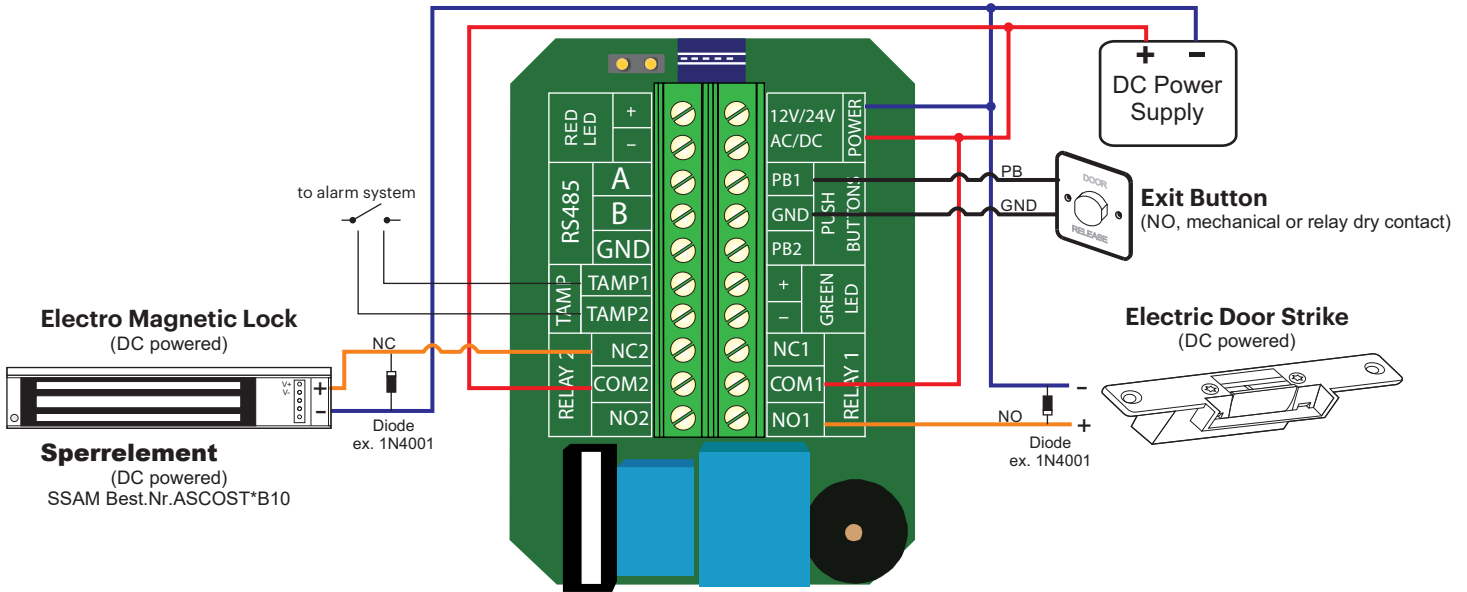 + −
DC Power
Supply
RED
LED
+
−
12V/24V
AC/DC
POWER
RS485
A
B
GND
PB1
GND
PB2
PUSH
BUTTONS
PB
GND
DOOR
RELEASE
Exit Button
(NO, mechanical or relay dry contact)
to alarm system
TAMP
TAMP1
TAMP2
+
−
GREEN
LED
Electro Magnetic Lock
(DC powered)
NC
V+
V-
+
−
Diode
ex. 1N4001
Sperrelement
(DC powered)
SSAM Best.Nr.ASCOST*B10
RELAY 2
NC2
COM2
NO2
NC1
COM1
NO1
RELAY 1
Electric Door Strike
(DC powered)
-
NO
+
Diode
ex. 1N4001